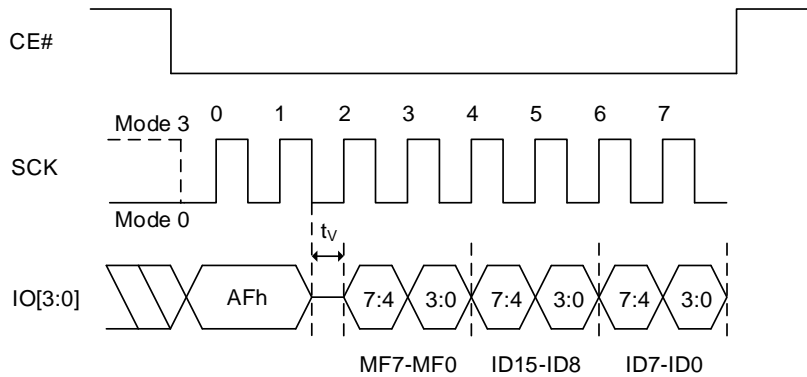 CE#
0 1 2 3 4 5 6 7
Mode 3
SCK
Mode 0
tV
IO[3:0]
AFh 7:4 3:0 7:4 3:0 7:4 3:0
MF7-MF0 ID15-ID8 ID7-ID0